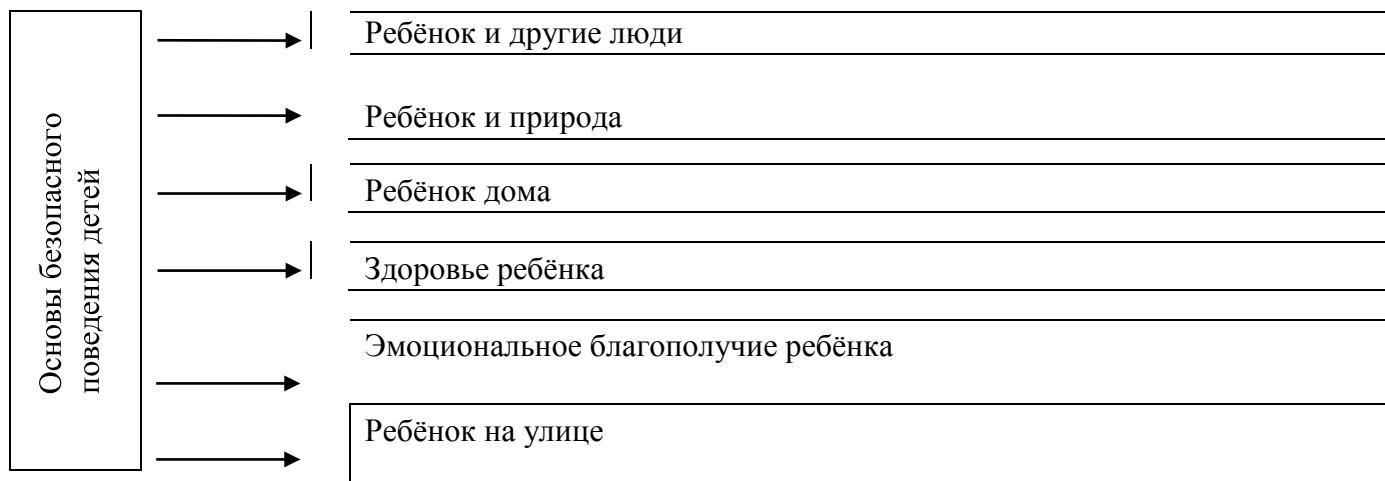 Основы безопасного
поведения детей
Ребёнок и другие люди
Ребёнок и природа
Ребёнок дома
Здоровье ребёнка
Эмоциональное благополучие ребёнка
Ребёнок на улице